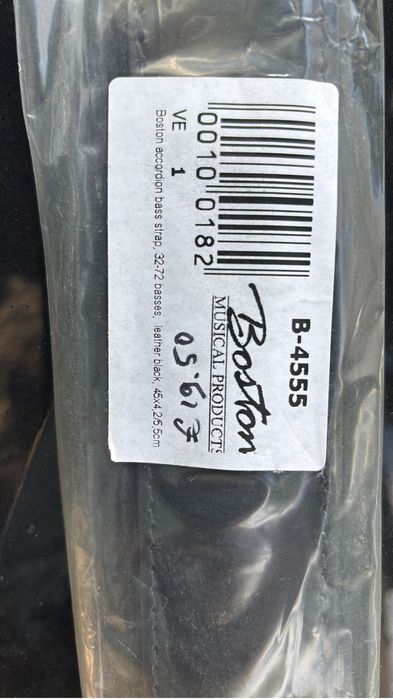 B-4555
Boston
MUSICAL PRODUCTS
0010 0182
VE 1
£19.50
Boston accordion bass strap, 32-72 basses, leather black, 45x4,2/5,5cm